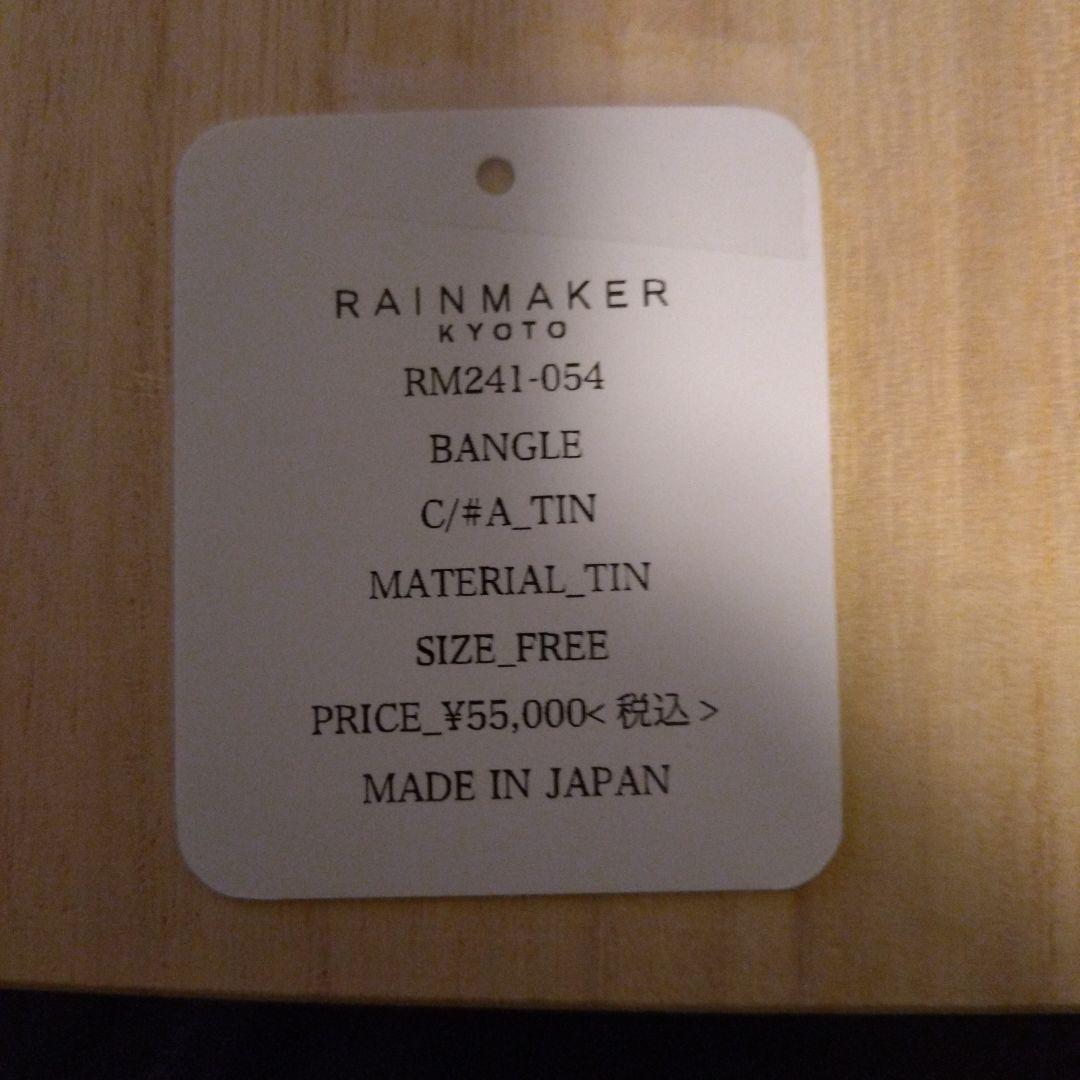 RAINMAKER
KYOTO
RM241-054
BANGLE
C/#A_TIN
MATERIAL_TIN
SIZE_FREE
PRICE_¥55,000<税込>
MADE IN JAPAN